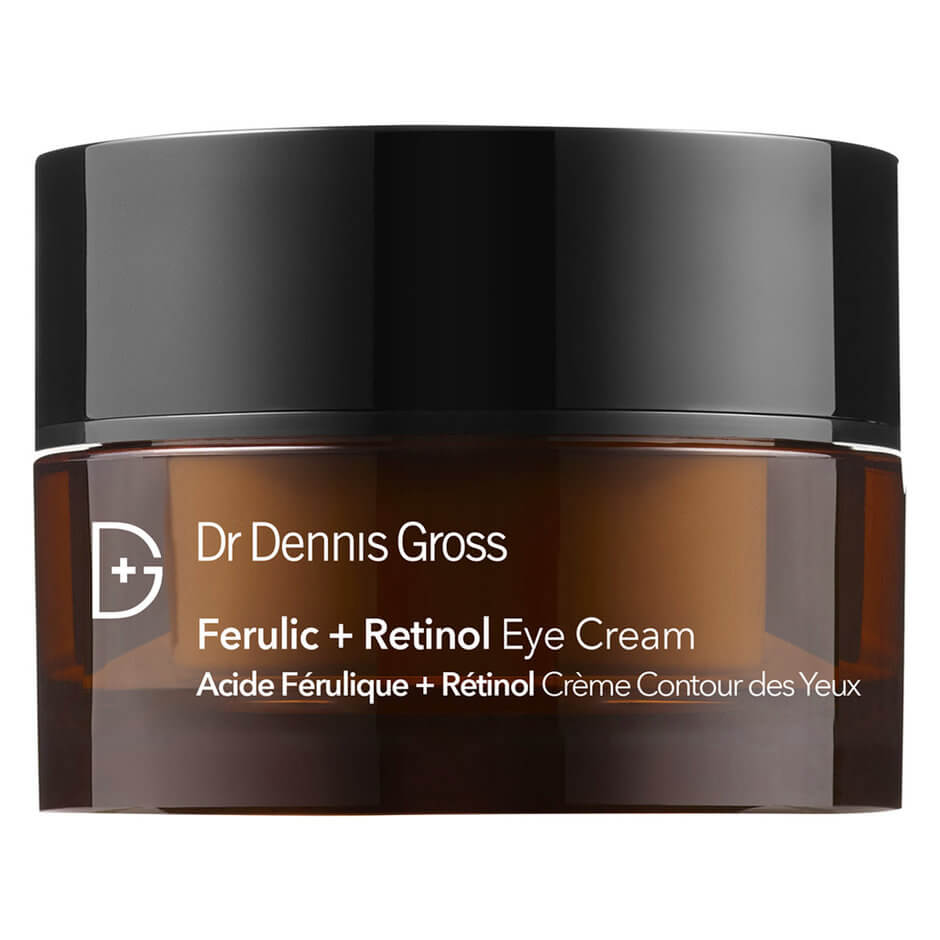 D+G
Dr Dennis Gross
Ferulic + Retinol Eye Cream
Acide Férulique + Rétinol Crème Contour des Yeux